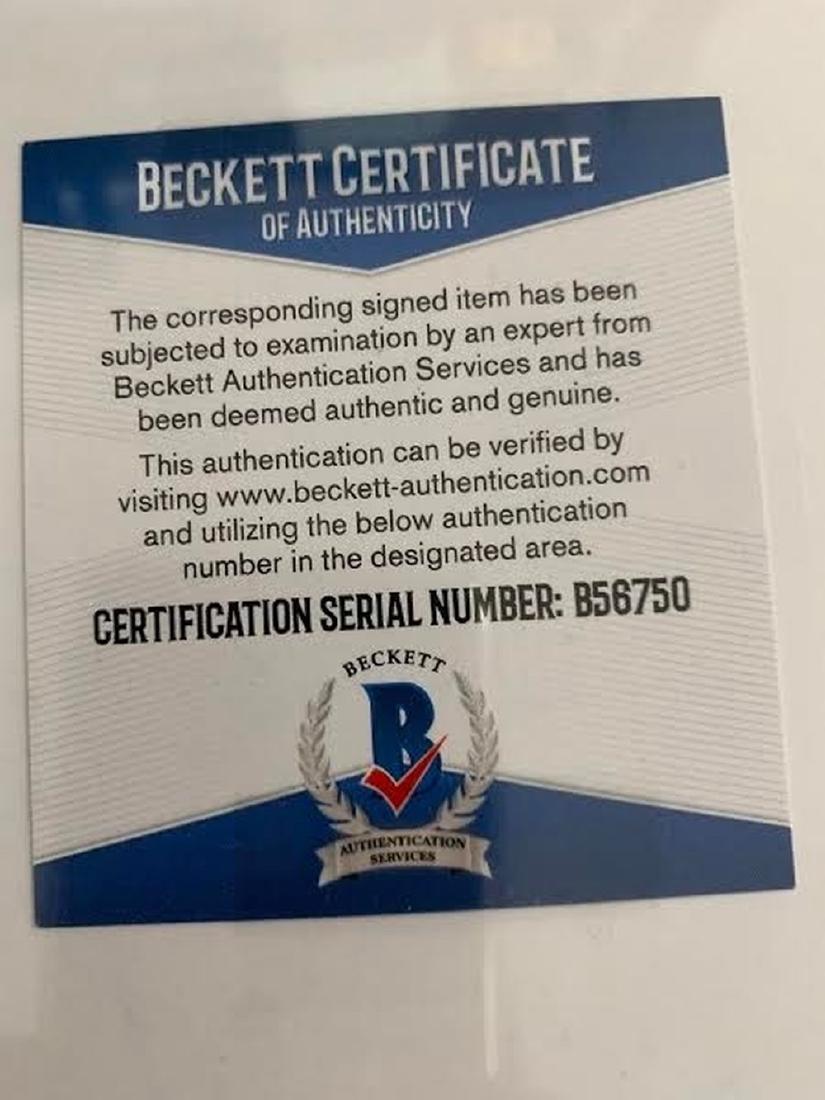 BECKETT CERTIFICATE
OF AUTHENTICITY
The corresponding signed item has been
subjected to examination by an expert from
Beckett Authentication Services and has
been deemed authentic and genuine.
This authentication can be verified by
visiting www.beckett-authentication.com
and utilizing the below authentication
number in the designated area.
CERTIFICATION SERIAL NUMBER: B56750
BECKETT
B
AUTHENTICATION
SERVICES